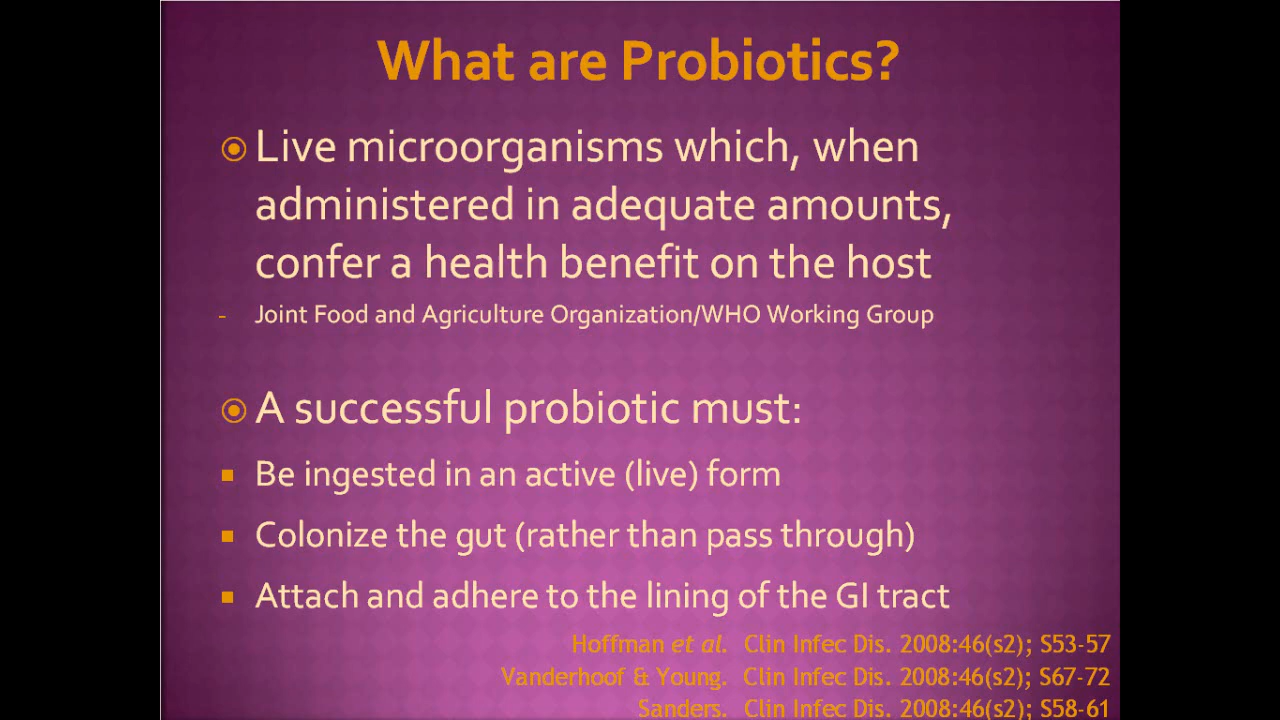 What are Probiotics?
Live microorganisms which, when
administered in adequate amounts,
confer a health benefit on the host
- Joint Food and Agriculture Organization/WHO Working Group
A successful probiotic must:
Be ingested in an active (live) form
Colonize the gut (rather than pass through)
Attach and adhere to the lining of the GI tract
Hoffman et al. Clin Infec Dis. 2008:46(s2); S53-57
Vanderhoof & Young. Clin Infec Dis. 2008:46(s2); S67-72
Sanders. Clin Infec Dis. 2008:46(s2); S58-61